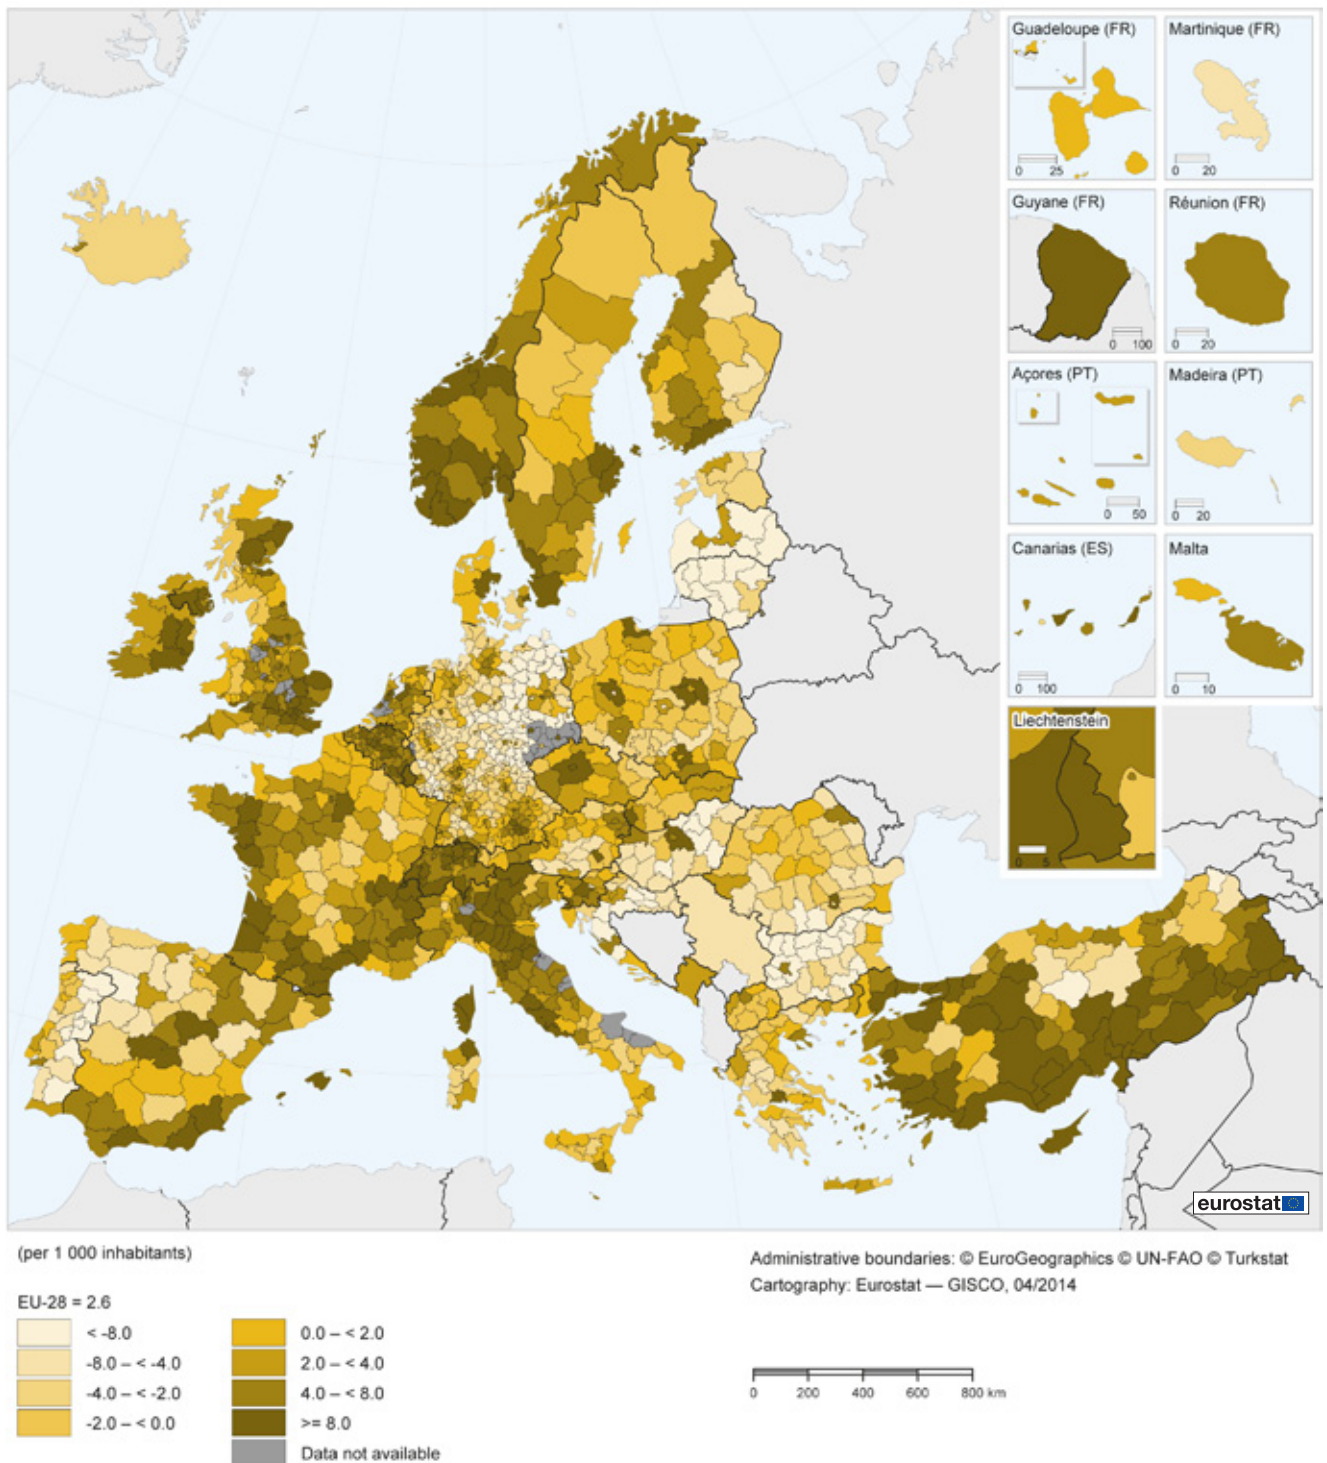 Guadeloupe (FR)
0 25
Martinique (FR)
0 20
Guyane (FR)
0 100
Réunion (FR)
0 20
Açores (PT)
0 50
Madeira (PT)
0 20
Canarias (ES)
0 100
Malta
0 10
Liechtenstein
0 5
eurostat
(per 1 000 inhabitants)
EU-28 = 2.6
< -8.0
-8.0 – < -4.0
-4.0 – < -2.0
-2.0 – < 0.0
0.0 – < 2.0
2.0 – < 4.0
4.0 – < 8.0
>= 8.0
Data not available
Administrative boundaries: © EuroGeographics © UN-FAO © Turkstat
Cartography: Eurostat — GISCO, 04/2014
0 200 400 600 800 km